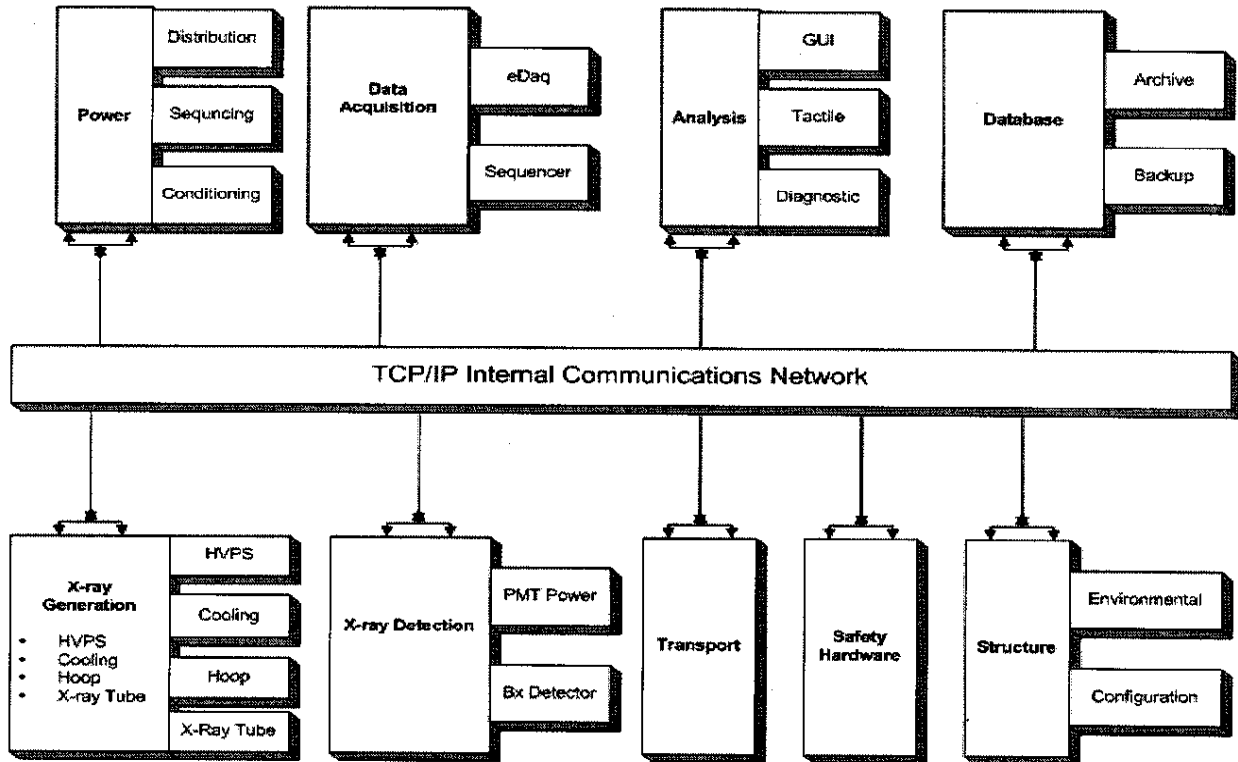 Power
Distribution
Sequncing
Conditioning
Data
Acquisition
eDaq
Sequencer
Analysis
GUI
Tactile
Diagnostic
Database
Archive
Backup
TCP/IP Internal Communications Network
X-ray
Generation
• HVPS
• Cooling
• Hoop
• X-ray Tube
HVPS
Cooling
Hoop
X-Ray Tube
X-ray Detection
PMT Power
Bx Detector
Transport
Safety
Hardware
Structure
Environmental
Configuration